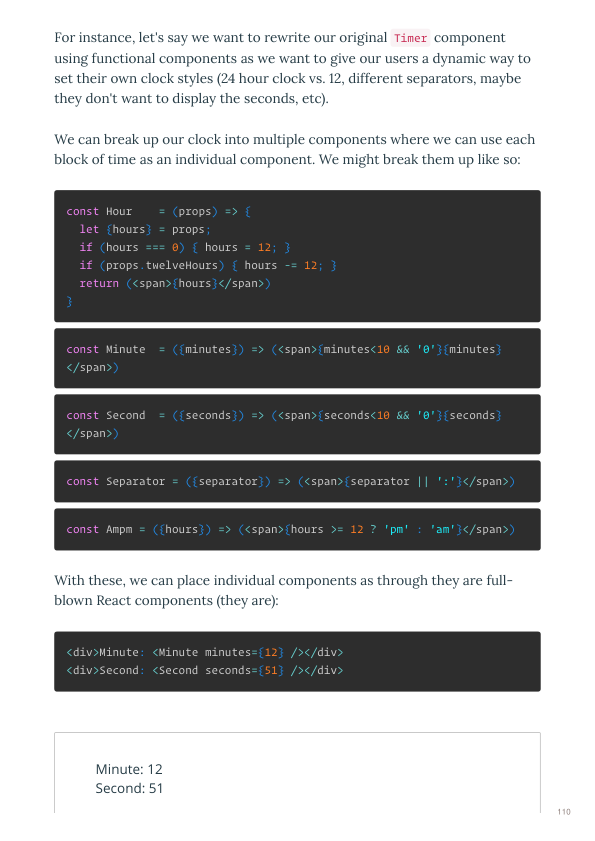 For instance, let's say we want to rewrite our original Timer component
using functional components as we want to give our users a dynamic way to
set their own clock styles (24 hour clock vs. 12, different separators, maybe
they don't want to display the seconds, etc).
We can break up our clock into multiple components where we can use each
block of time as an individual component. We might break them up like so:
const Hour    = (props) => {
  let {hours} = props;
  if (hours === 0) { hours = 12; }
  if (props.twelveHours) { hours -= 12; }
  return (<span>{hours}</span>)
}
const Minute  = ({minutes}) => (<span>{minutes<10 && '0'}{minutes}
</span>)
const Second  = ({seconds}) => (<span>{seconds<10 && '0'}{seconds}
</span>)
const Separator = ({separator}) => (<span>{separator || ':'}</span>)
const Ampm = ({hours}) => (<span>{hours >= 12 ? 'pm' : 'am'}</span>)
With these, we can place individual components as through they are full-
blown React components (they are):
<div>Minute: <Minute minutes={12} /></div>
<div>Second: <Second seconds={51} /></div>
Minute: 12
Second: 51
110